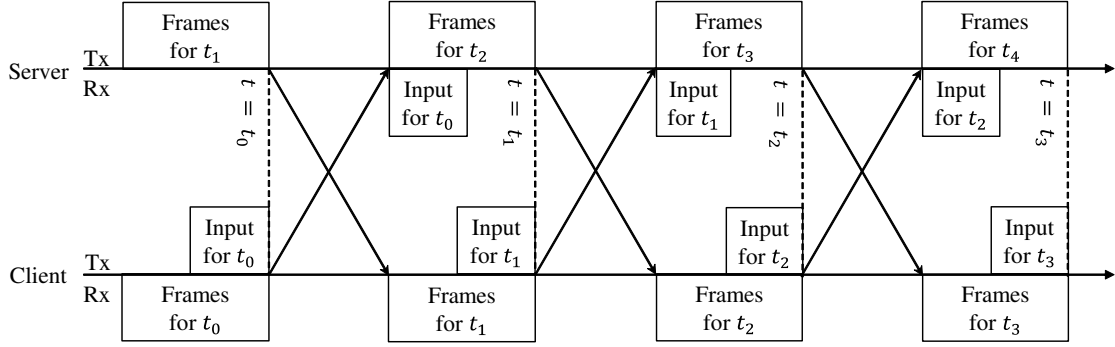 Frames for t₁
Frames for t₂
Frames for t₃
Frames for t₄
Server
Tx
Rx
Input for t₀
Input for t₁
Input for t₂
t = t₀
t = t₁
t = t₂
t = t₃
Input for t₀
Input for t₁
Input for t₂
Input for t₃
Client
Tx
Rx
Frames for t₀
Frames for t₁
Frames for t₂
Frames for t₃